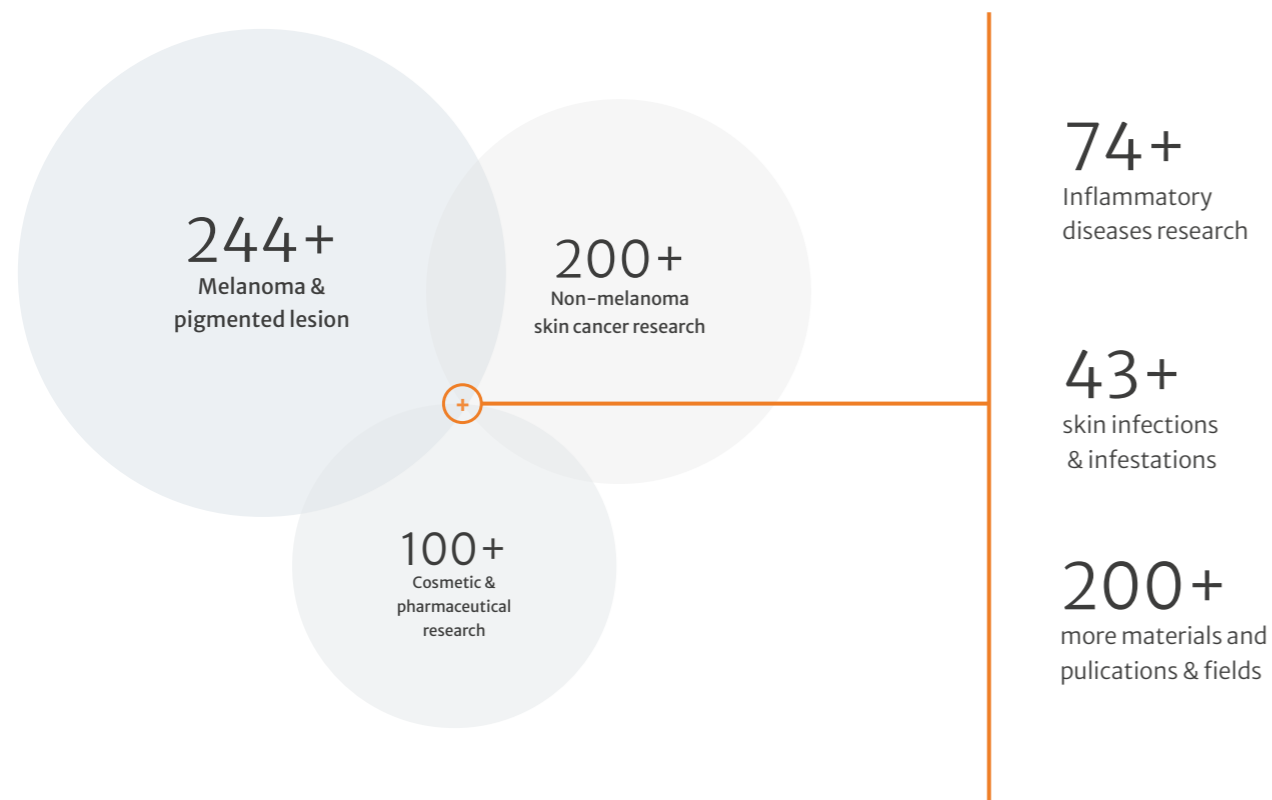 244+
Melanoma &
pigmented lesion
200+
Non-melanoma
skin cancer research
+
100+
Cosmetic &
pharmaceutical
research
74+
Inflammatory
diseases research
43+
skin infections
& infestations
200+
more materials and
pulications & fields